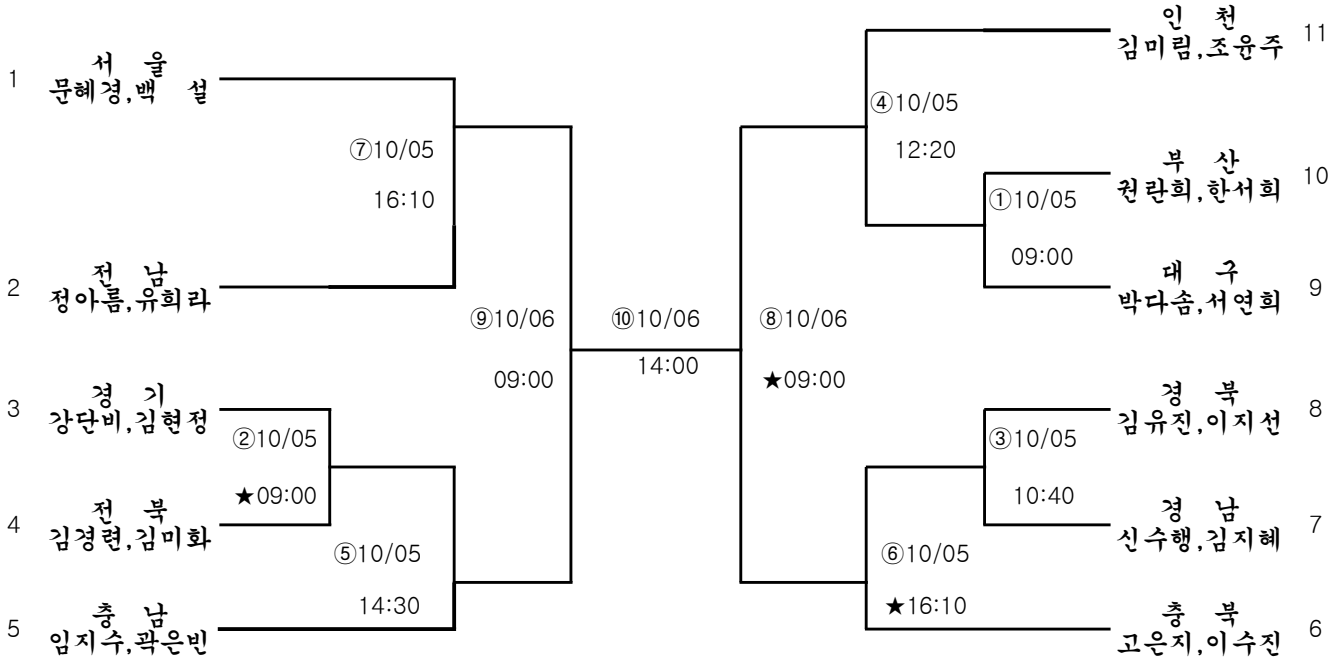 1
서 울
문혜경,백 설
2
전 남
정아름,유희라
3
경 기
강단비,김현정
4
전 북
김경련,김미화
5
충 남
임지수,곽은빈
⑦10/05
16:10
②10/05
★09:00
⑤10/05
14:30
⑨10/06
09:00
⑩10/06
14:00
⑧10/06
★09:00
④10/05
12:20
①10/05
09:00
③10/05
10:40
⑥10/05
★16:10
인 천
김미림,조윤주
11
부 산
권란희,한서희
10
대 구
박다솜,서연희
9
경 북
김유진,이지선
8
경 남
신수행,김지혜
7
충 북
고은지,이수진
6